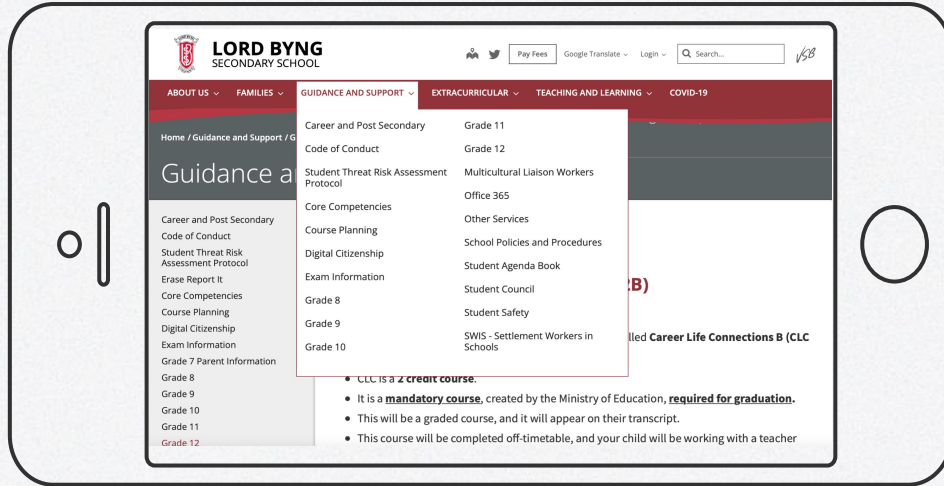 LORD BYNG
SECONDARY SCHOOL
Pay Fees
Google Translate
Login
Search...
VSB
ABOUT US
FAMILIES
GUIDANCE AND SUPPORT
EXTRACURRICULAR
TEACHING AND LEARNING
COVID-19
Home / Guidance and Support / G
Guidance a
Career and Post Secondary
Code of Conduct
Student Threat Risk Assessment
Protocol
Core Competencies
Course Planning
Digital Citizenship
Exam Information
Grade 8
Grade 9
Grade 10
Grade 11
Grade 12
Multicultural Liaison Workers
Office 365
Other Services
School Policies and Procedures
Student Agenda Book
Student Council
Student Safety
SWIS - Settlement Workers in
Schools
Career and Post Secondary
Code of Conduct
Student Threat Risk
Assessment Protocol
Erase Report It
Core Competencies
Course Planning
Digital Citizenship
Exam Information
Grade 7 Parent Information
Grade 8
Grade 9
Grade 10
Grade 11
Grade 12
2B)
lled Career Life Connections B (CLC
• CLC is a 2 credit course.
• It is a mandatory course, created by the Ministry of Education, required for graduation.
• This will be a graded course, and it will appear on their transcript.
• This course will be completed off-timetable, and your child will be working with a teacher